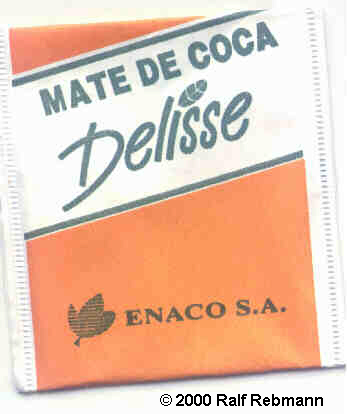 MATE DE COCA
Delisse
ENACO S.A.
© 2000 Ralf Rebmann